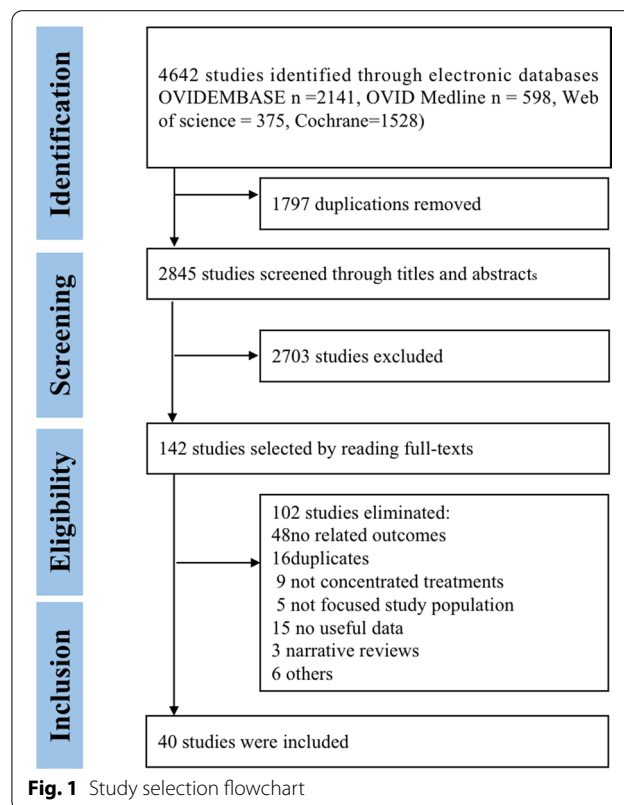 Identification
4642 studies identified through electronic databases
OVIDEMBASE n =2141, OVID Medline n = 598, Web
of science = 375, Cochrane=1528)
1797 duplications removed
Screening
2845 studies screened through titles and abstracts
2703 studies excluded
Eligibility
142 studies selected by reading full-texts
102 studies eliminated:
48no related outcomes
16duplicates
9 not concentrated treatments
5 not focused study population
15 no useful data
3 narrative reviews
6 others
Inclusion
40 studies were included
Fig. 1 Study selection flowchart